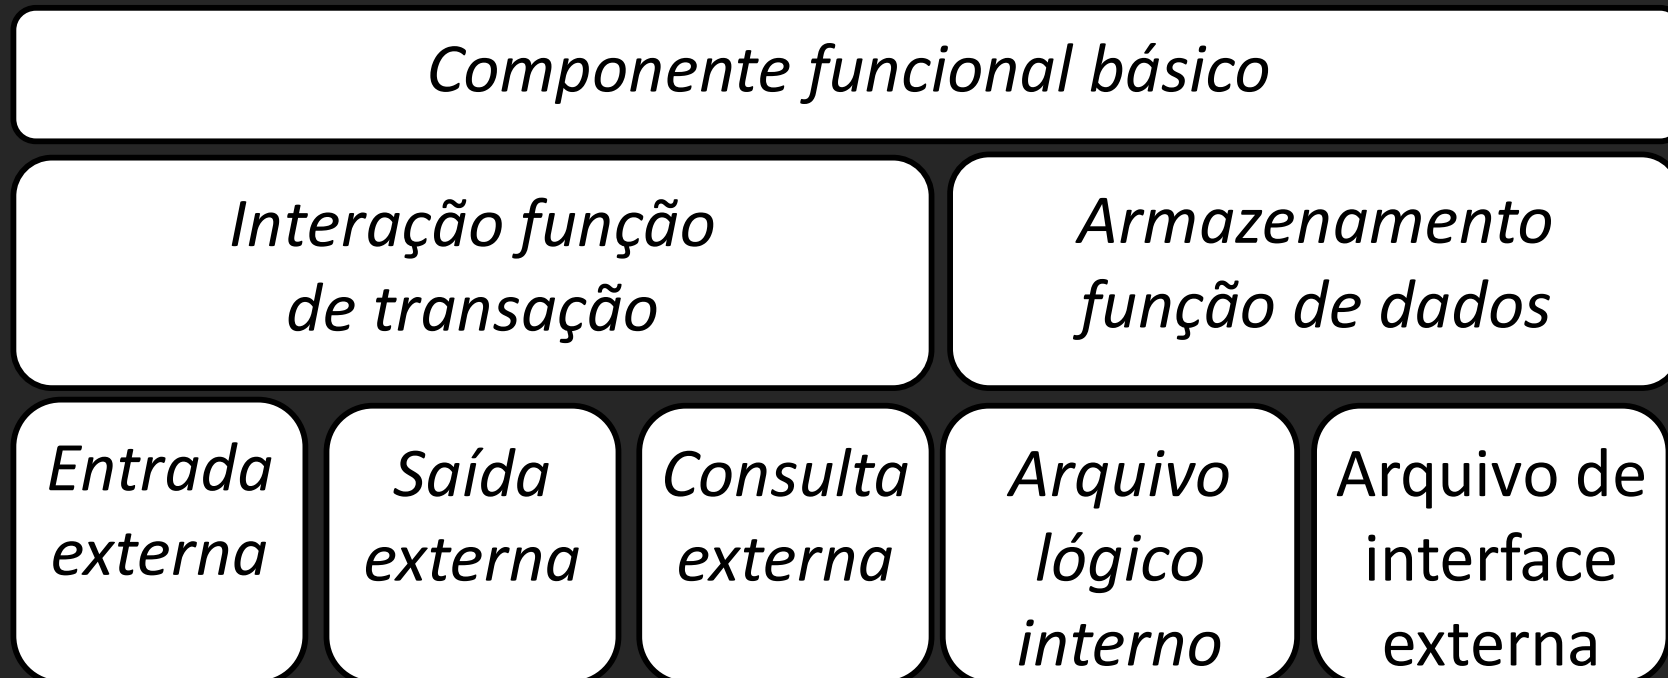 Componente funcional básico
Interação função
de transação
Armazenamento
função de dados
Entrada
externa
Saída
externa
Consulta
externa
Arquivo
lógico
interno
Arquivo de
interface
externa